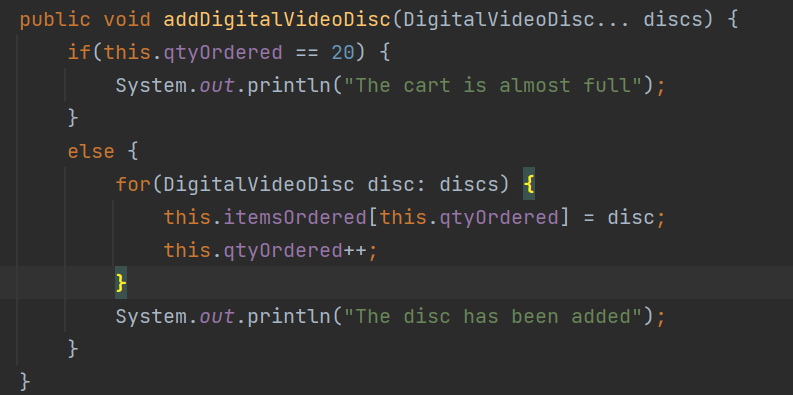 public void addDigitalVideoDisc(DigitalVideoDisc... discs) {
    if(this.qtyOrdered == 20) {
        System.out.println("The cart is almost full");
    }
    else {
        for(DigitalVideoDisc disc: discs) {
            this.itemsOrdered[this.qtyOrdered] = disc;
            this.qtyOrdered++;
        }
        System.out.println("The disc has been added");
    }
}